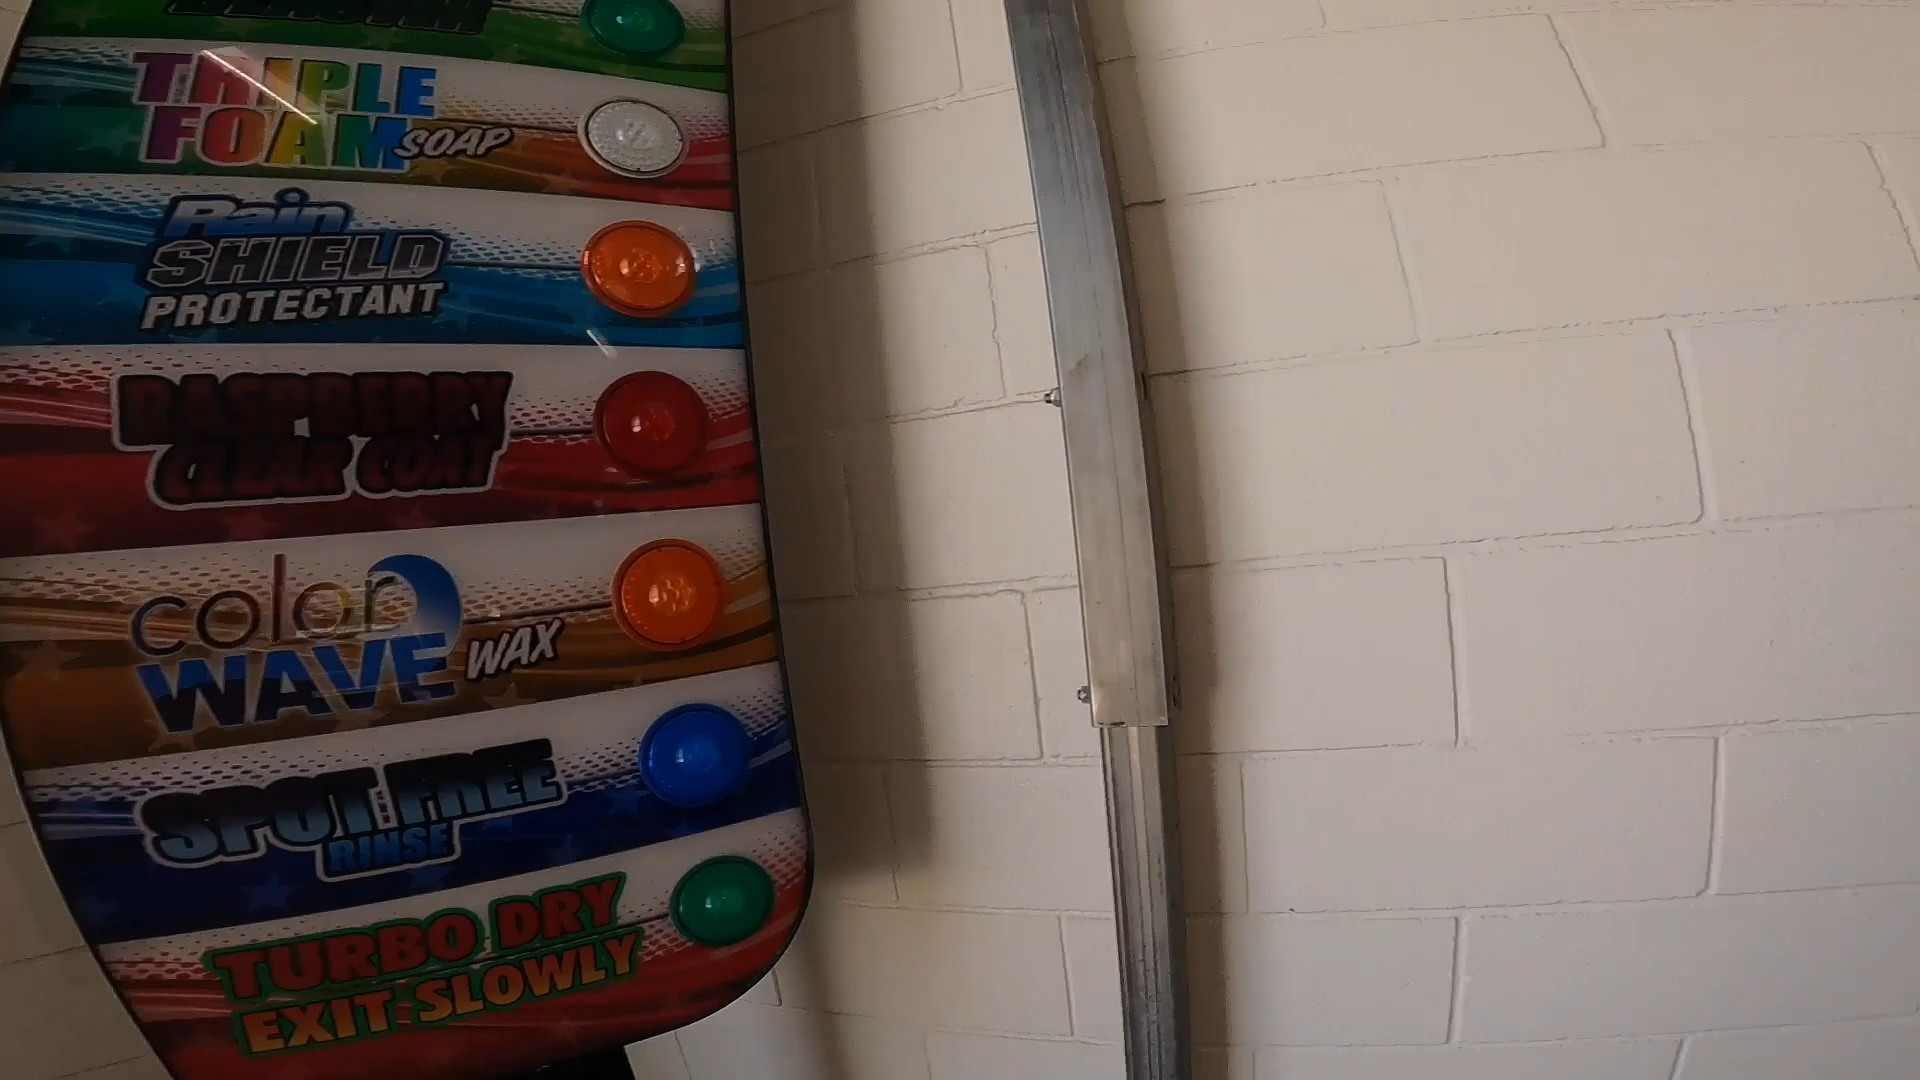 TRIPLE
FOAM SOAP
Rain
SHIELD
PROTECTANT
RASPBERRY
CLEAR COAT
color
WAVE WAX
SPOT FREE
RINSE
TURBO DRY
EXIT SLOWLY